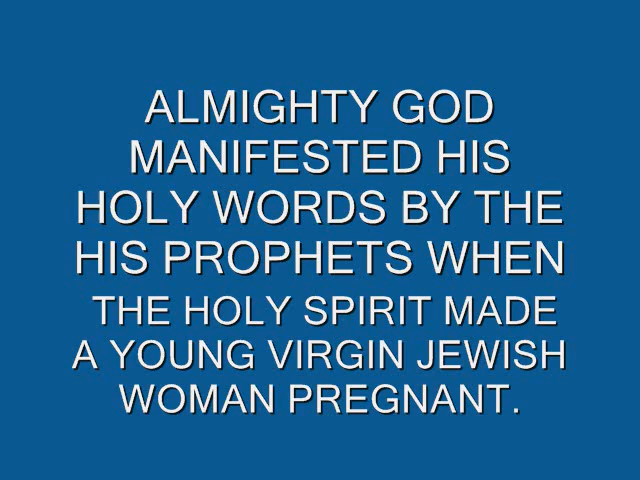 ALMIGHTY GOD
MANIFESTED HIS
HOLY WORDS BY THE
HIS PROPHETS WHEN
THE HOLY SPIRIT MADE
A YOUNG VIRGIN JEWISH
WOMAN PREGNANT.